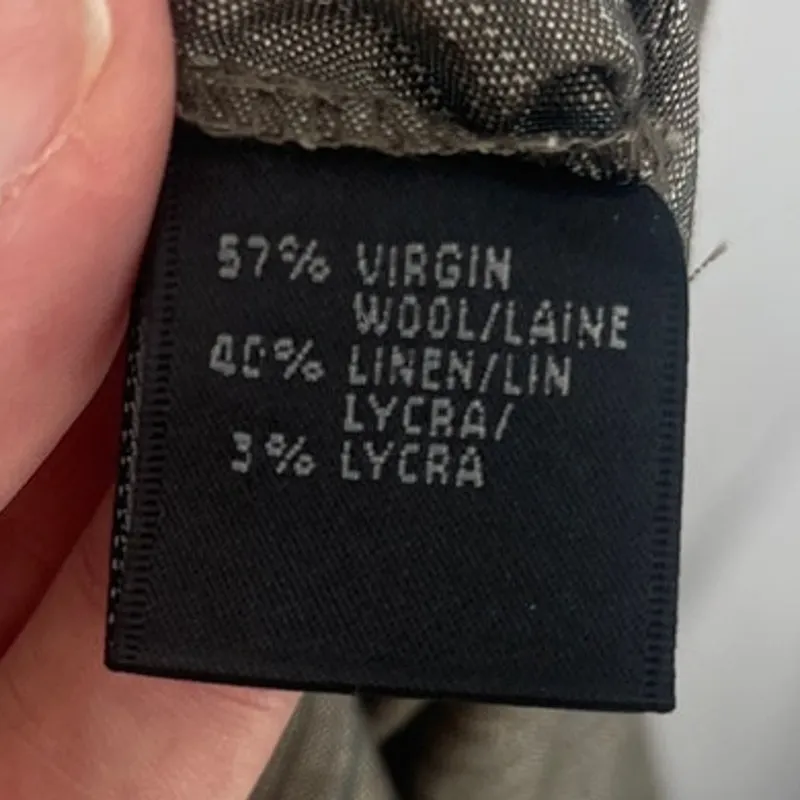 57% VIRGIN
WOOL/LAINE
40% LINEN/LIN
LYCRA/
3% LYCRA